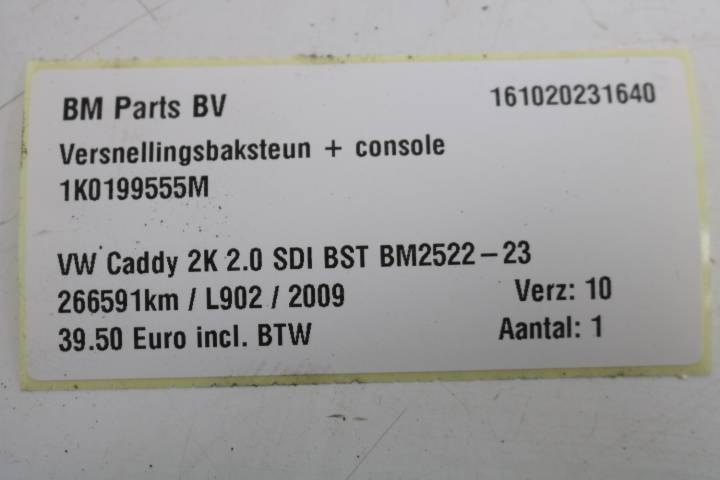 BM Parts BV 161020231640
Versnellingsbaksteun + console
1K0199555M
VW Caddy 2K 2.0 SDI BST BM2522-23
266591km / L902 / 2009 Verz: 10
39.50 Euro incl. BTW Aantal: 1